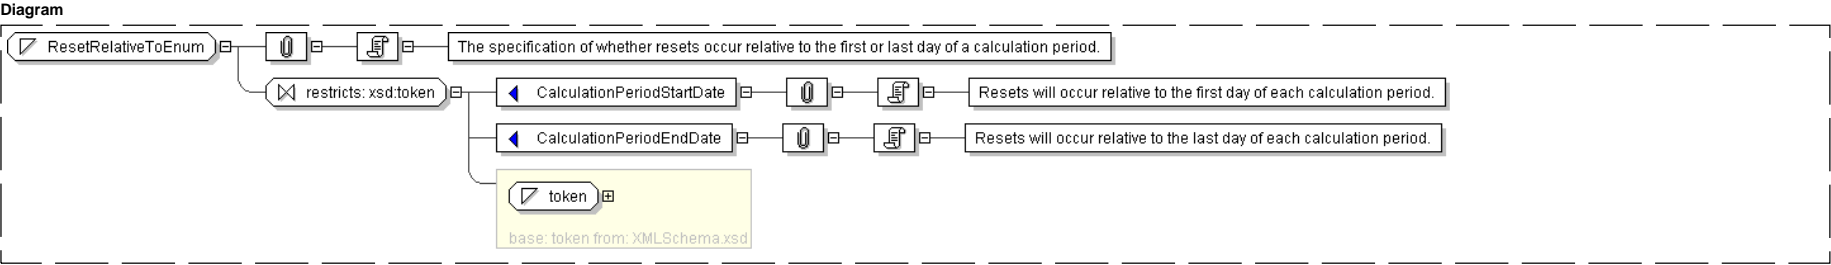 Diagram
ResetRelativeToEnum
The specification of whether resets occur relative to the first or last day of a calculation period.
restricts: xsd:token
CalculationPeriodStartDate
Resets will occur relative to the first day of each calculation period.
CalculationPeriodEndDate
Resets will occur relative to the last day of each calculation period.
token
base: token from: XMLSchema.xsd